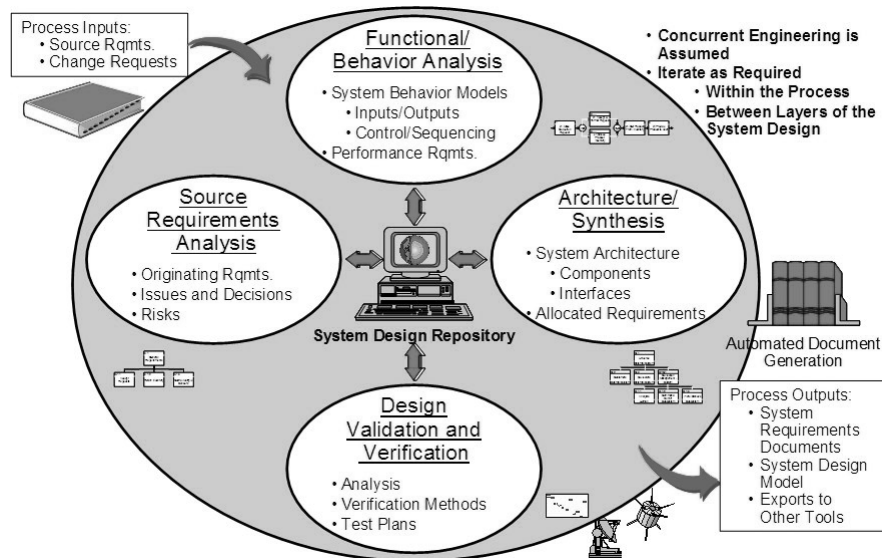 Process Inputs:
• Source Rqmts.
• Change Requests
Functional/
Behavior Analysis
• System Behavior Models
• Inputs/Outputs
• Control/Sequencing
• Performance Rqmts.
• Concurrent Engineering is
Assumed
• Iterate as Required
• Within the Process
• Between Layers of the
System Design
Source
Requirements
Analysis
• Originating Rqmts.
• Issues and Decisions
• Risks
Architecture/
Synthesis
• System Architecture
• Components
• Interfaces
• Allocated Requirements
System Design Repository
Automated Document
Generation
Design
Validation and
Verification
• Analysis
• Verification Methods
• Test Plans
Process Outputs:
• System
Requirements
Documents
• System Design
Model
• Exports to
Other Tools